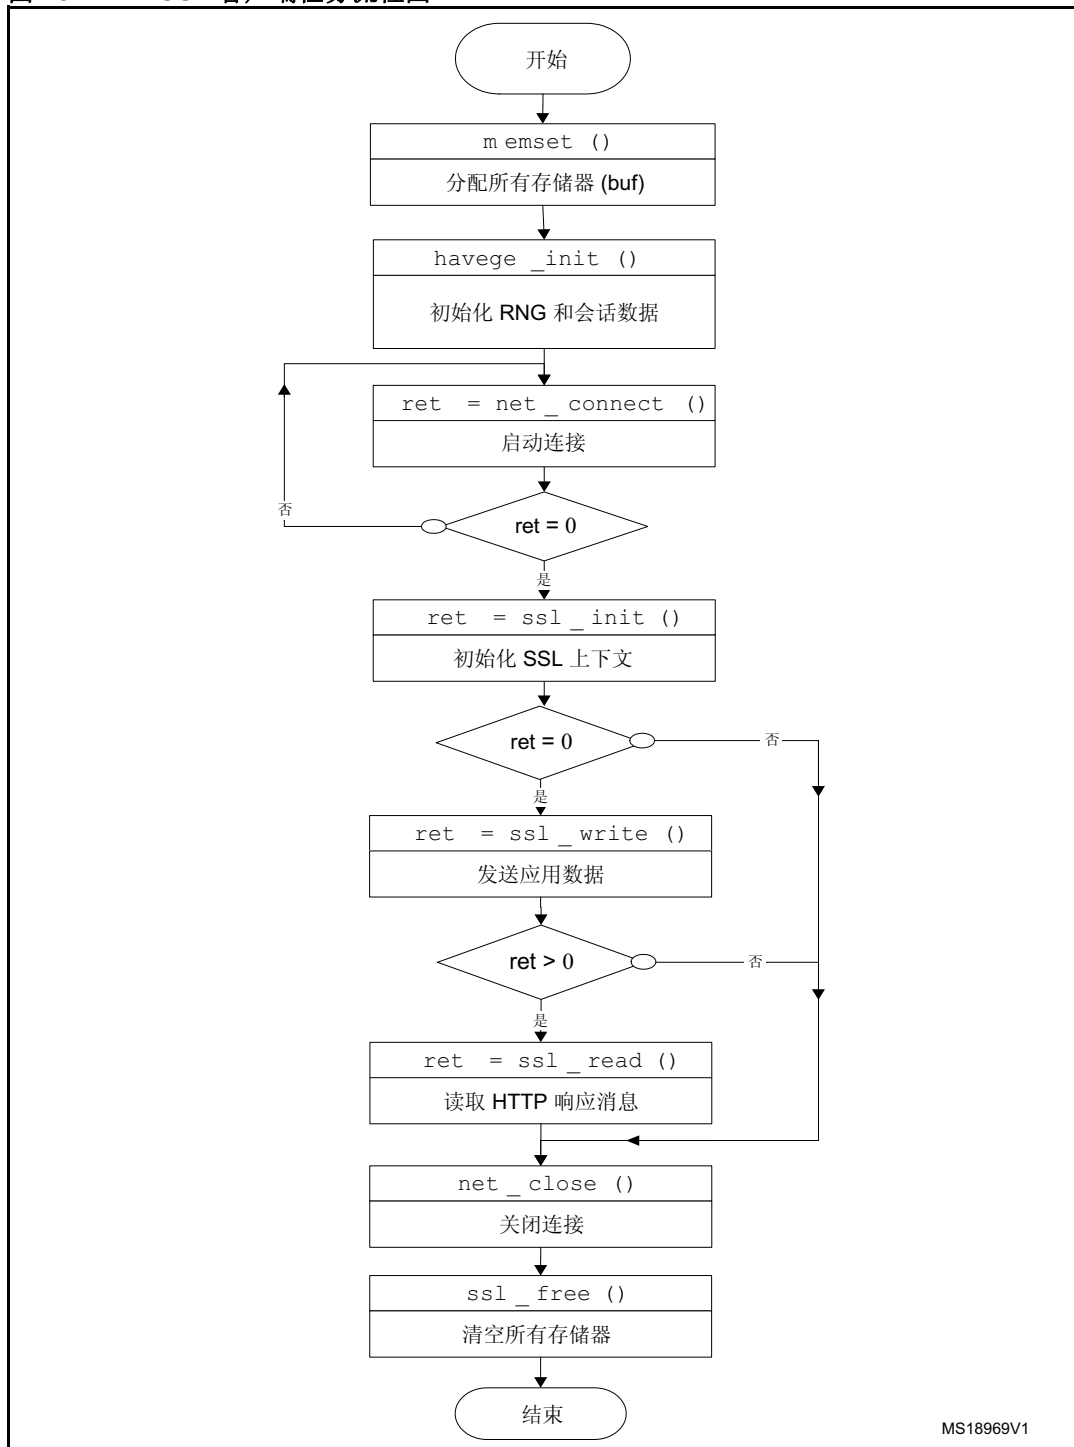 开始
m emset ()
分配所有存储器 (buf)
havege _init ()
初始化 RNG 和会话数据
ret = net _ connect ()
启动连接
否
ret = 0
是
ret = ssl _ init ()
初始化 SSL 上下文
ret = 0
否
是
ret = ssl _ write ()
发送应用数据
ret > 0
否
是
ret = ssl _ read ()
读取 HTTP 响应消息
net _ close ()
关闭连接
ssl _ free ()
清空所有存储器
结束
MS18969V1